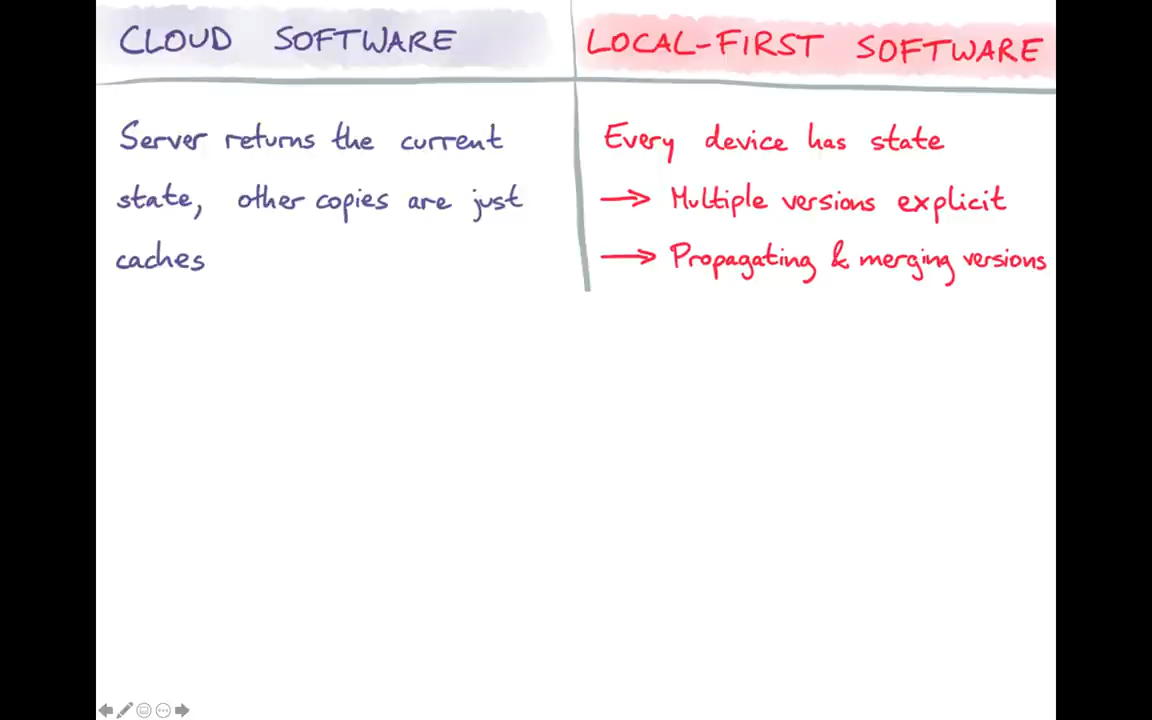 CLOUD SOFTWARE
Server returns the current
state, other copies are just
caches
LOCAL-FIRST SOFTWARE
Every device has state
→ Multiple versions explicit
→ Propagating & merging versions